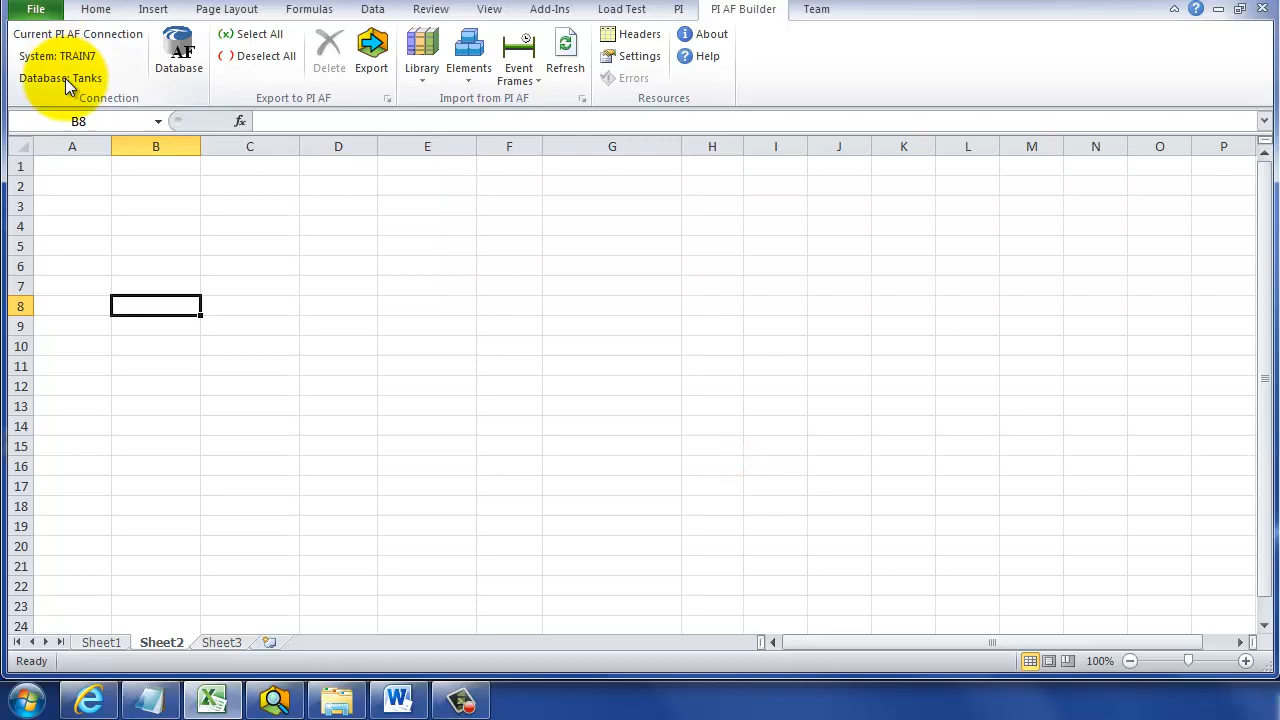 File Home Insert Page Layout Formulas Data Review View Add-Ins Load Test PI PI AF Builder Team
Current PI AF Connection
System: TRAIN7
Database: Tanks
Connection
AF
Database
(x) Select All
( ) Deselect All
Delete
Export
Export to PI AF
Library
Elements
Event Frames
Refresh
Import from PI AF
Headers
Settings
Errors
About
Help
Resources
B8 fx
A B C D E F G H I J K L M N O P
1
2
3
4
5
6
7
8
9
10
11
12
13
14
15
16
17
18
19
20
21
22
23
24
Sheet1 Sheet2 Sheet3
Ready 100%